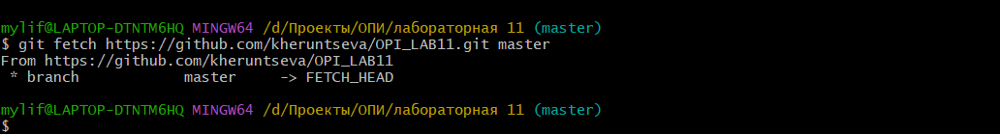 mylif@LAPTOP-DTNTM6HQ MINGW64 /d/Проекты/ОПИ/лабораторная 11 (master)
$ git fetch https://github.com/kheruntseva/OPI_LAB11.git master
From https://github.com/kheruntseva/OPI_LAB11
 * branch            master     -> FETCH_HEAD
mylif@LAPTOP-DTNTM6HQ MINGW64 /d/Проекты/ОПИ/лабораторная 11 (master)
$